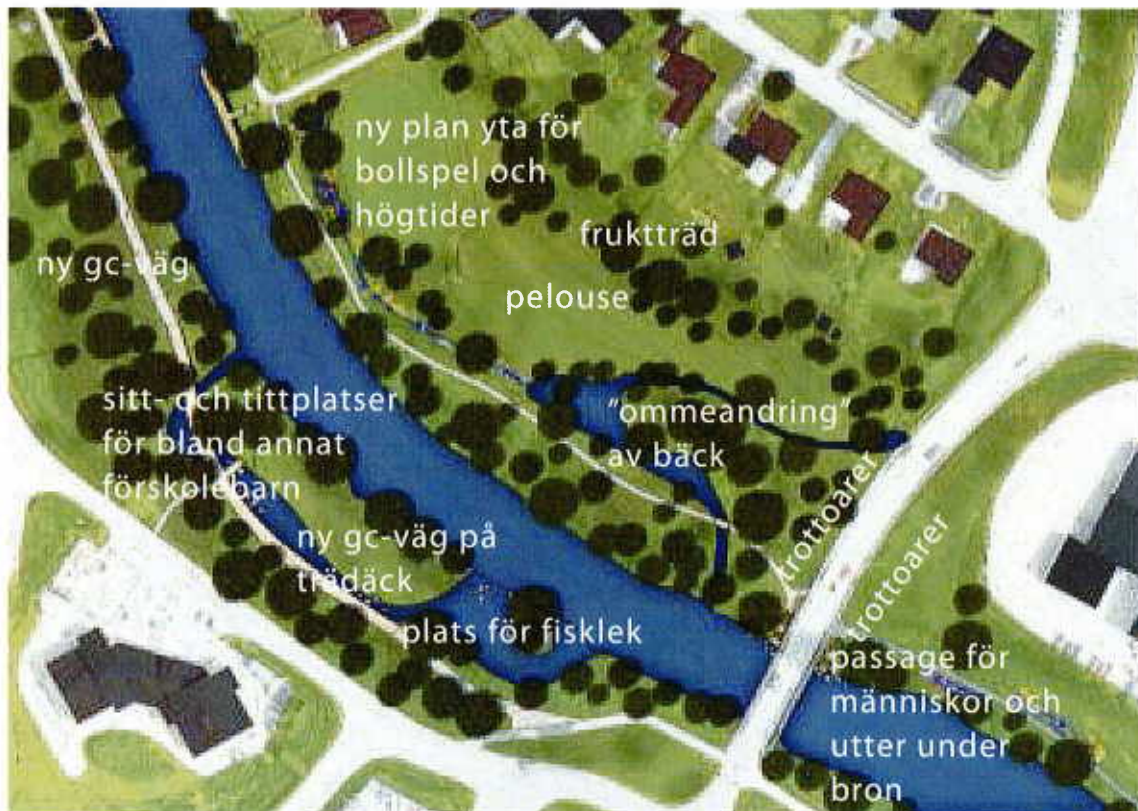 ny plan yta för
bollspel och
högtider
fruktträd
ny gc-väg
pelouse
sitt- och tittplatser
för bland annat
förskolebarn
"ommeandring"
av bäck
trottoarer
trottoarer
ny gc-väg på
trädäck
plats för fisklek
passage för
människor och
utter under
bron